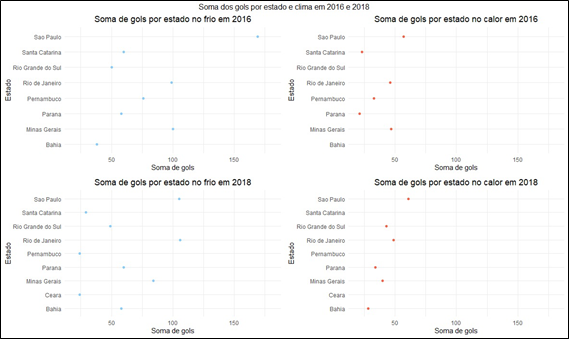 Soma dos gols por estado e clima em 2016 e 2018
Soma de gols por estado no frio em 2016
Estado
Sao Paulo
Santa Catarina
Rio Grande do Sul
Rio de Janeiro
Pernambuco
Parana
Minas Gerais
Bahia
50 100 150
Soma de gols
Soma de gols por estado no calor em 2016
Estado
Sao Paulo
Santa Catarina
Rio Grande do Sul
Rio de Janeiro
Pernambuco
Parana
Minas Gerais
Bahia
50 100 150
Soma de gols
Soma de gols por estado no frio em 2018
Estado
Sao Paulo
Santa Catarina
Rio Grande do Sul
Rio de Janeiro
Pernambuco
Parana
Minas Gerais
Ceara
Bahia
50 100 150
Soma de gols
Soma de gols por estado no calor em 2018
Estado
Sao Paulo
Santa Catarina
Rio Grande do Sul
Rio de Janeiro
Pernambuco
Parana
Minas Gerais
Ceara
Bahia
50 100 150
Soma de gols